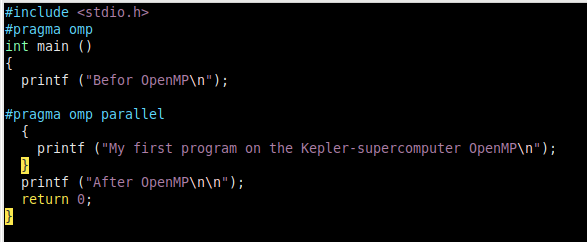 #include <stdio.h>
#pragma omp
int main ()
{
  printf ("Befor OpenMP\n");

#pragma omp parallel
  {
    printf ("My first program on the Kepler-supercomputer OpenMP\n");
  }
  printf ("After OpenMP\n\n");
  return 0;
}